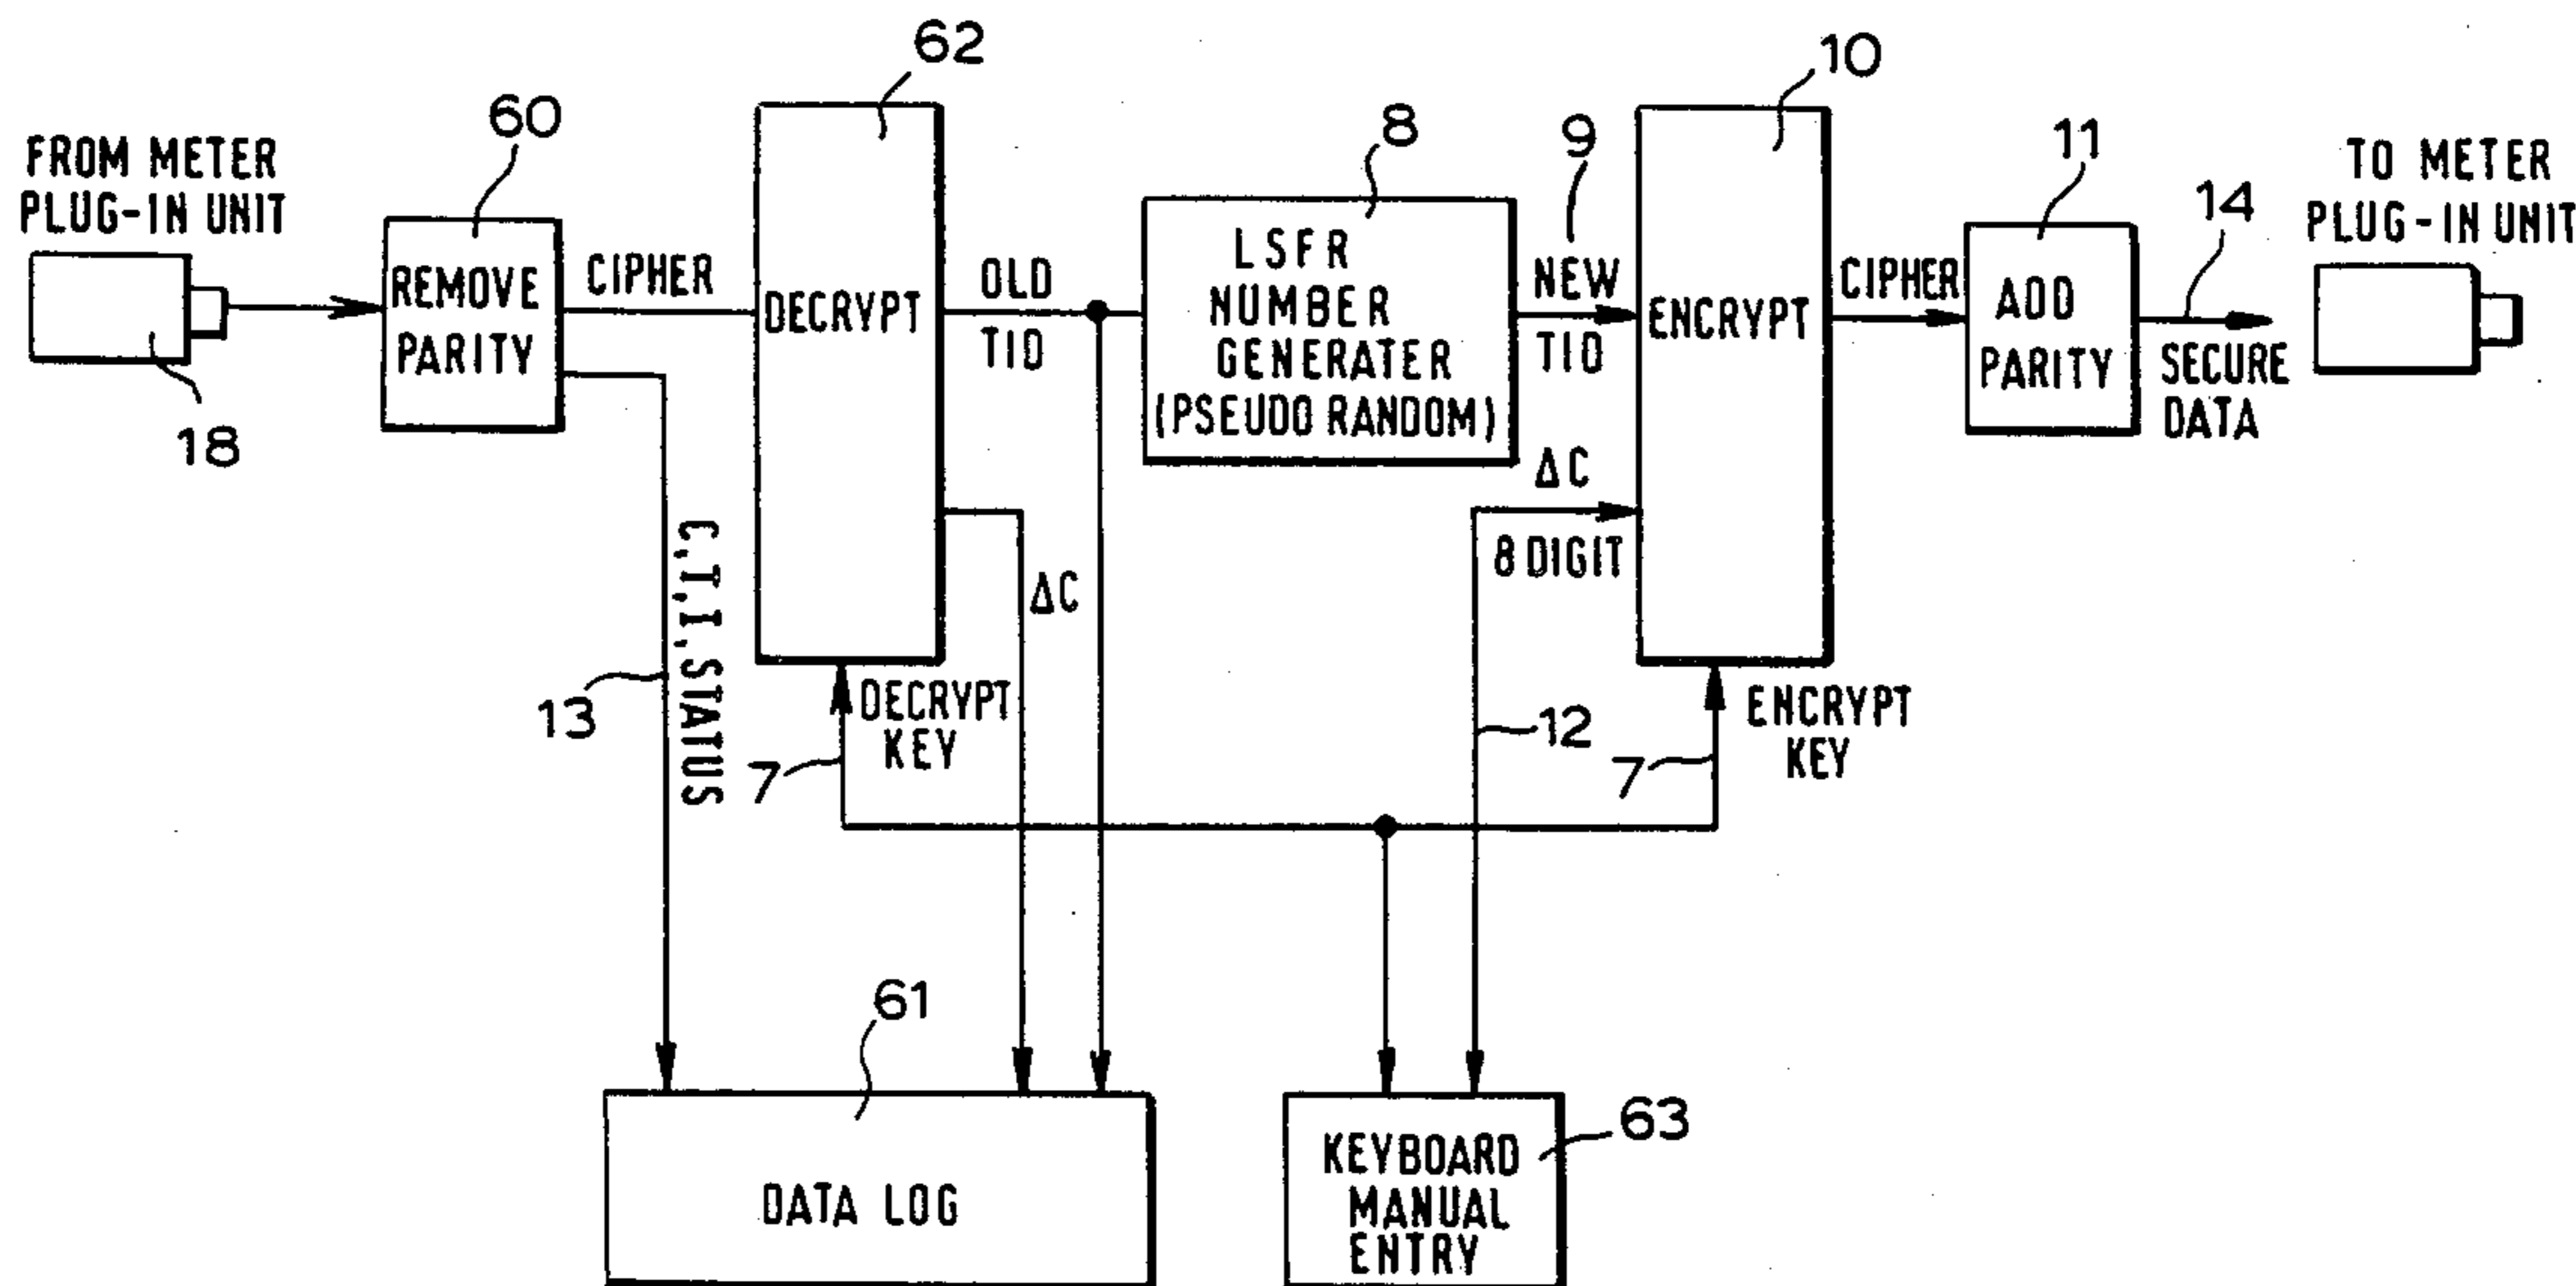 FROM METER
PLUG-IN UNIT
18
60
REMOVE
PARITY
CIPHER
C,T,I,STATUS
13
62
DECRYPT
OLD
TID
ΔC
DECRYPT
KEY
7
8
LSFR
NUMBER
GENERATER
(PSEUDO RANDOM)
9
NEW
TID
ΔC
8 DIGIT
12
10
ENCRYPT
ENCRYPT
KEY
7
CIPHER
11
ADD
PARITY
14
SECURE
DATA
TO METER
PLUG-IN UNIT
61
DATA LOG
63
KEYBOARD
MANUAL
ENTRY